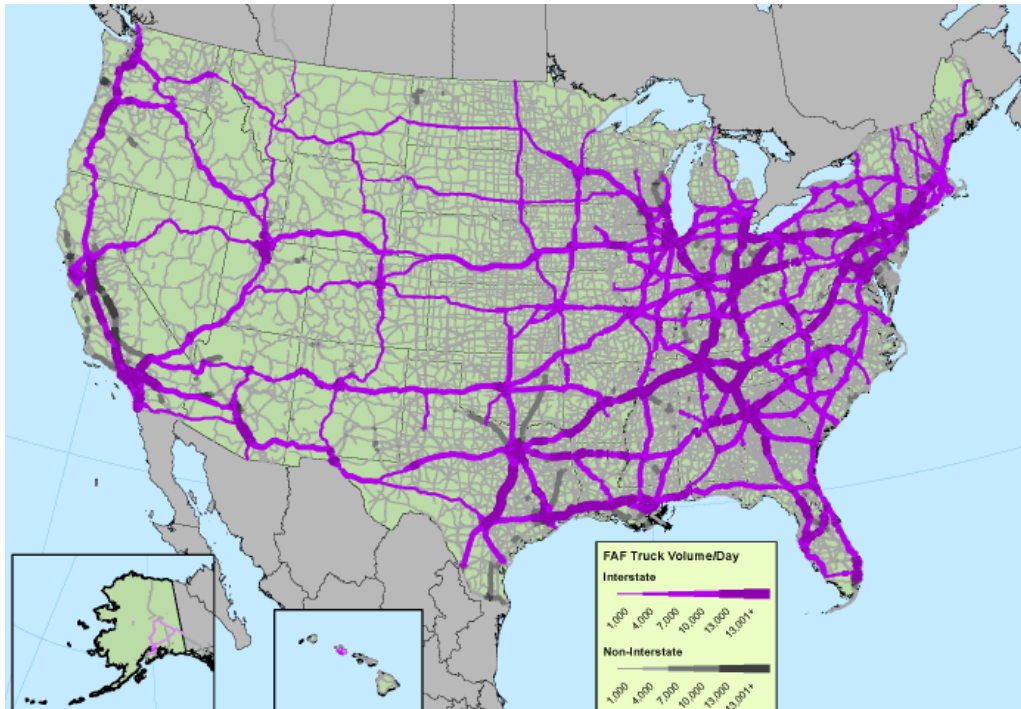 FAF Truck Volume/Day
Interstate
1,000 4,000 7,000 10,000 13,000 13,001+
Non-Interstate
1,000 4,000 7,000 10,000 13,000 13,001+